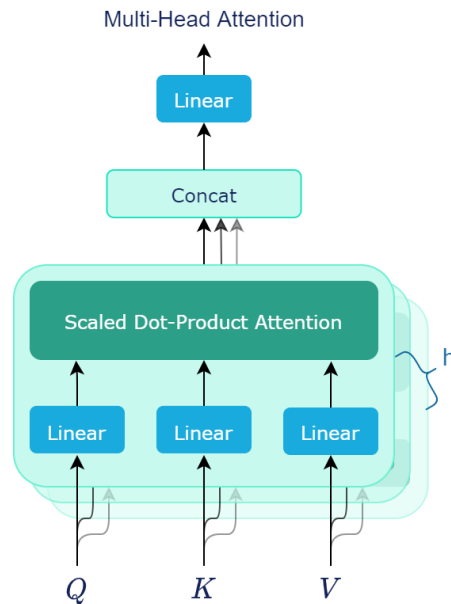 Multi-Head Attention
Linear
Concat
Scaled Dot-Product Attention
h
Linear Linear Linear
Q K V